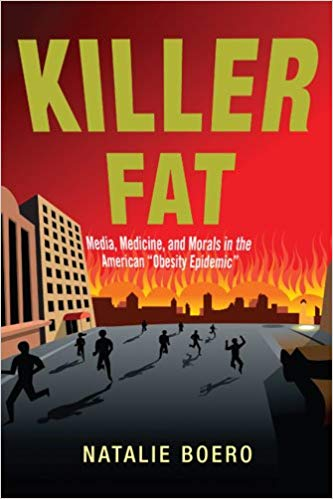 KILLER
FAT
Media, Medicine, and Morals in the
American "Obesity Epidemic"
NATALIE BOERO